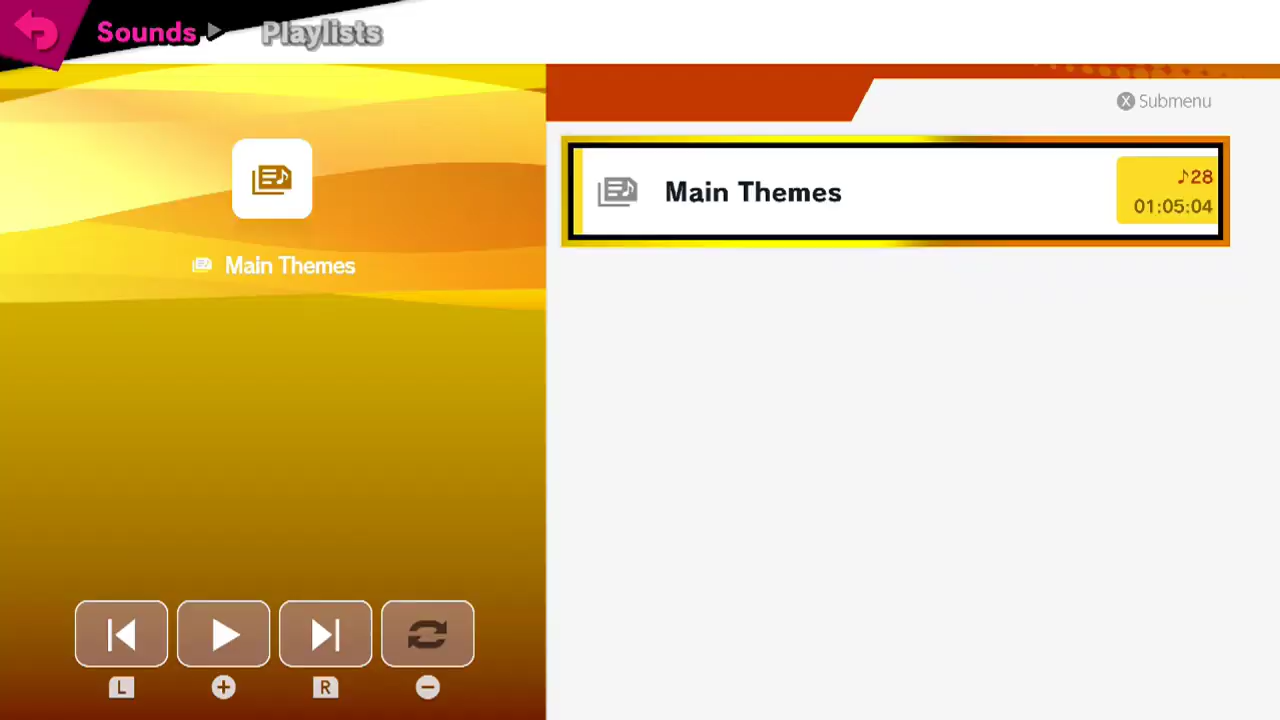 Sounds
Playlists
X Submenu
Main Themes
♪28
01:05:04
Main Themes
L
+
R
−